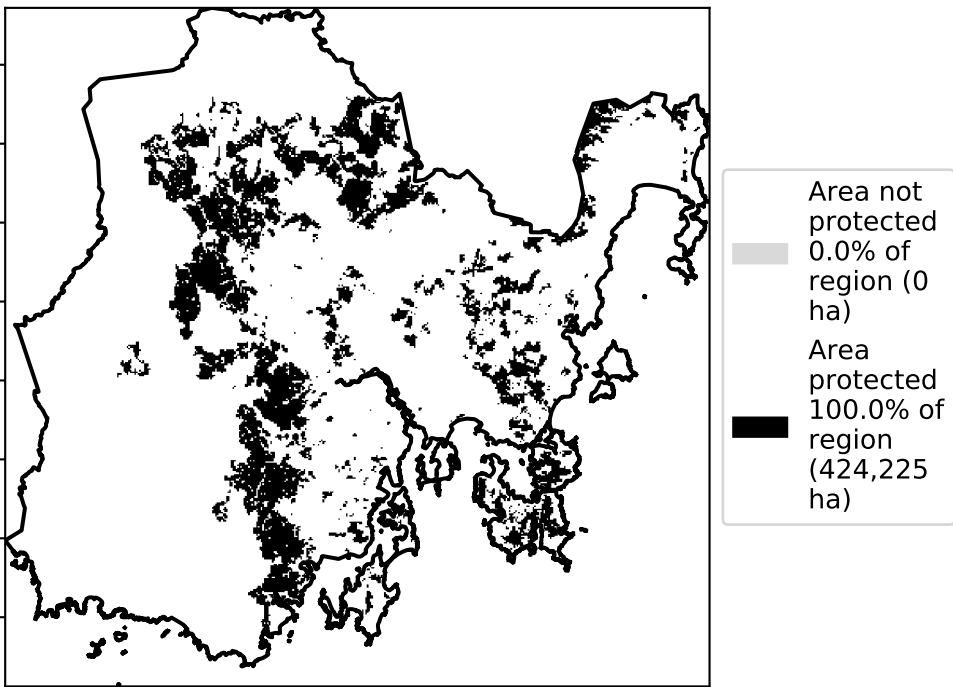 Area not
protected
0.0% of
region (0
ha)
Area
protected
100.0% of
region
(424,225
ha)